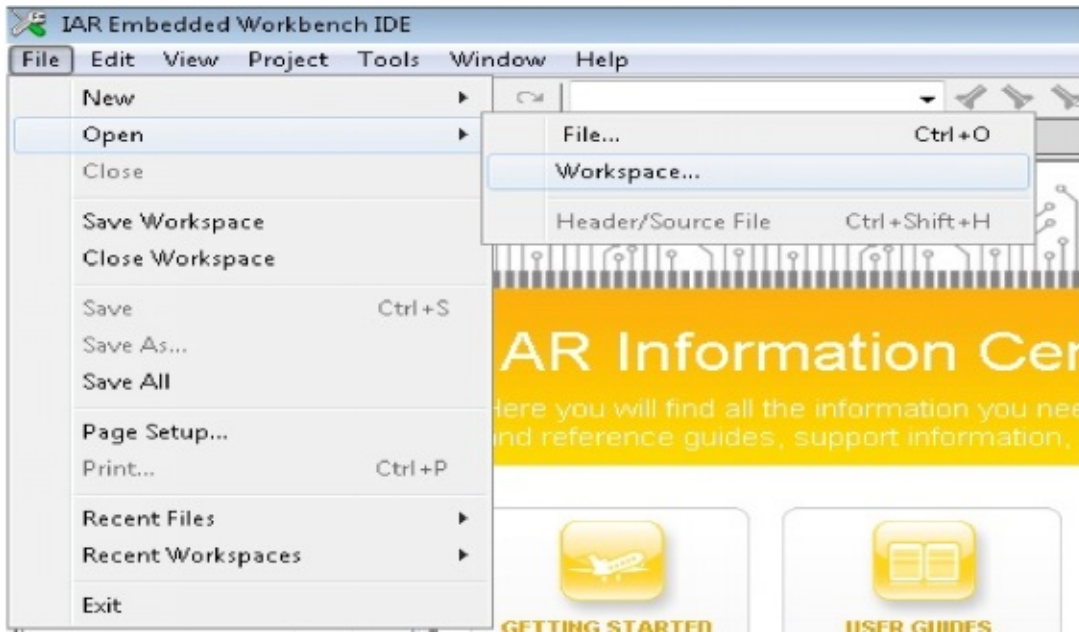 IAR Embedded Workbench IDE
File Edit View Project Tools Window Help
New
Open
File... Ctrl+O
Workspace...
Close
Header/Source File Ctrl+Shift+H
Save Workspace
Close Workspace
Save Ctrl+S
Save As...
Save All
AR Information Cer
Here you will find all the information you nee
and reference guides, support information,
Page Setup...
Print... Ctrl+P
Recent Files
Recent Workspaces
Exit
GETTING STARTED USER GUIDES